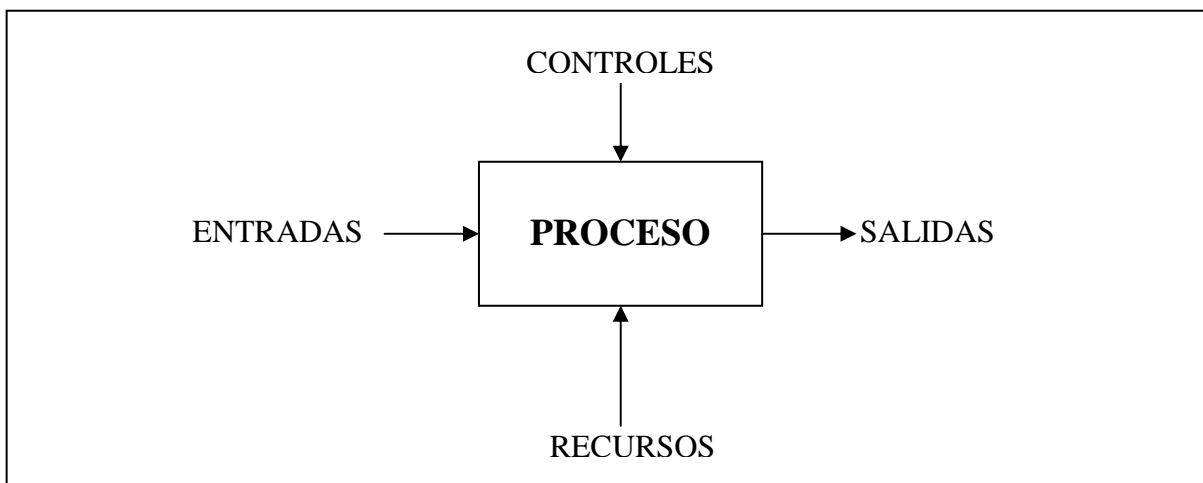 CONTROLES
ENTRADAS
PROCESO
SALIDAS
RECURSOS